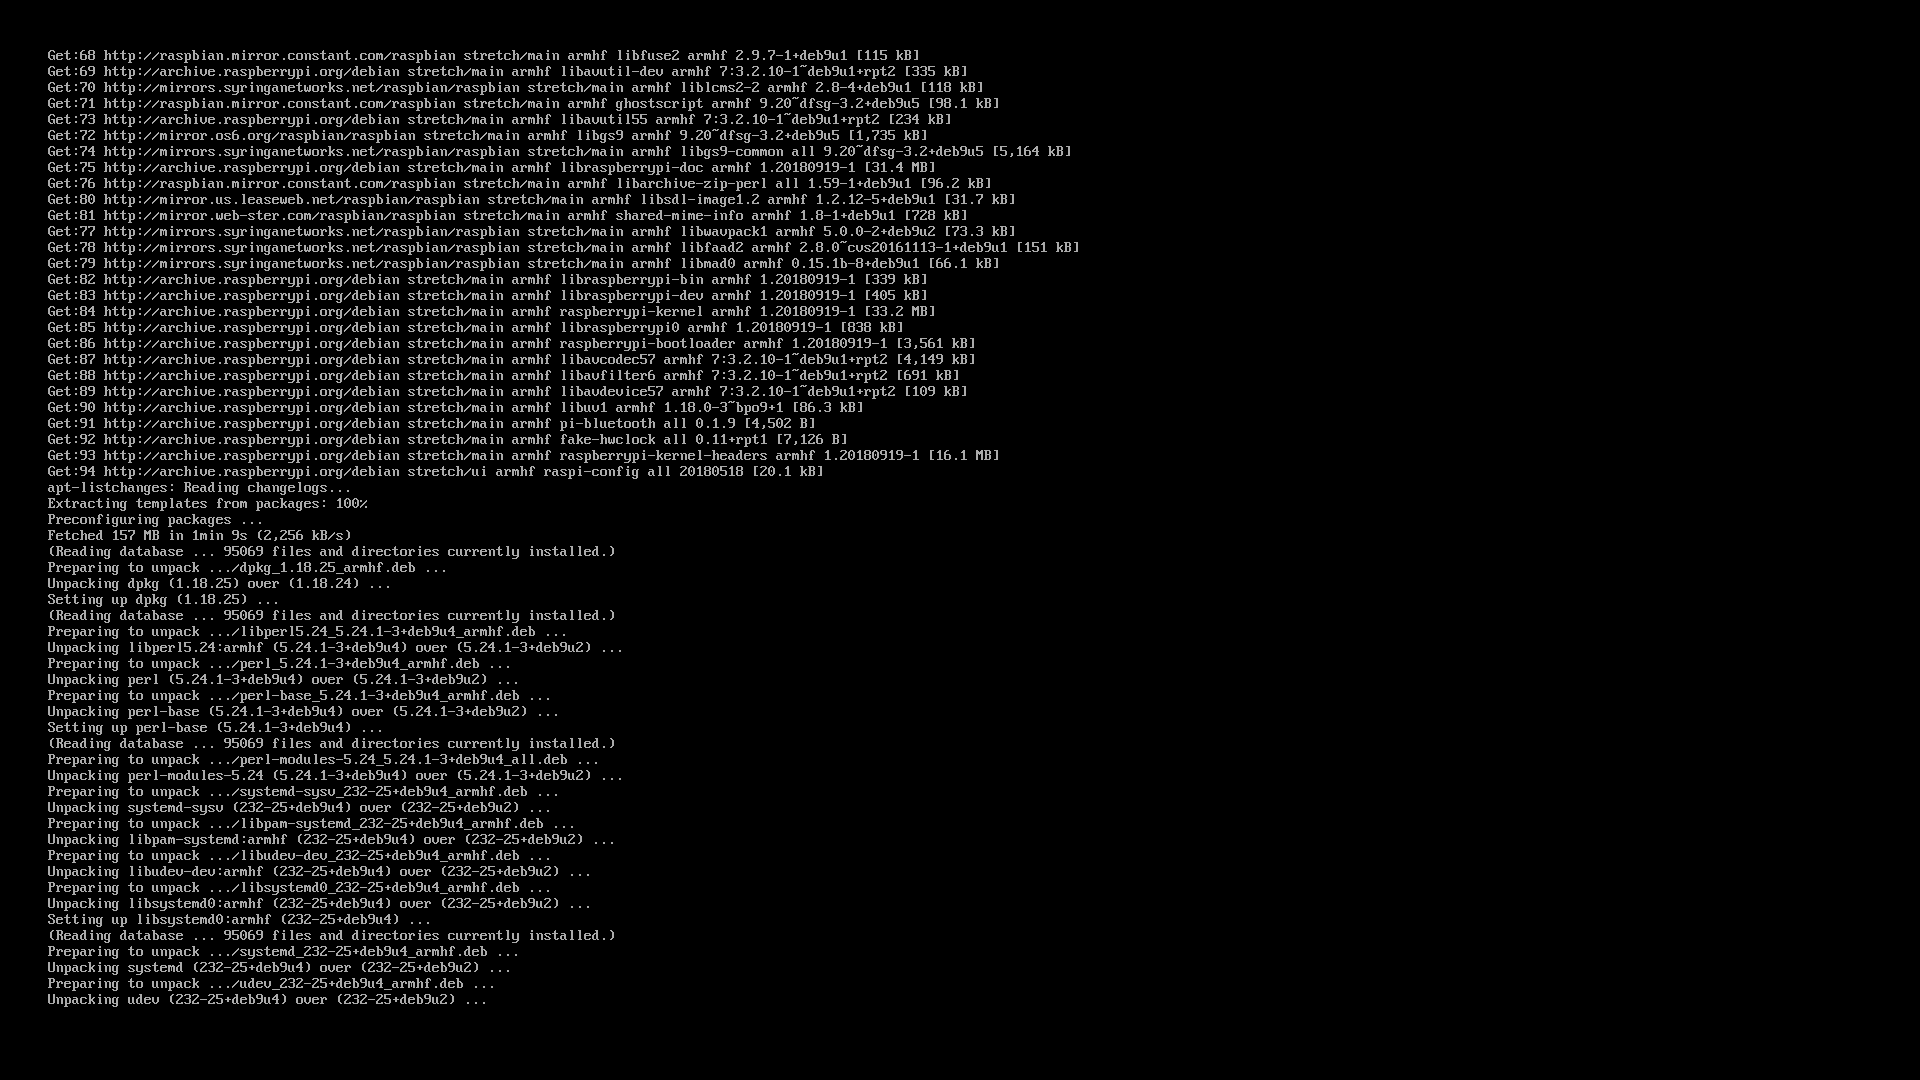 Get:68 http://raspbian.mirror.constant.com/raspbian stretch/main armhf libfuse2 armhf 2.9.7-1+deb9u1 [115 kB]
Get:69 http://archive.raspberrypi.org/debian stretch/main armhf libavutil-dev armhf 7:3.2.10-1~deb9u1+rpt2 [335 kB]
Get:70 http://mirrors.syringanetworks.net/raspbian/raspbian stretch/main armhf liblcms2-2 armhf 2.8-4+deb9u1 [118 kB]
Get:71 http://raspbian.mirror.constant.com/raspbian stretch/main armhf ghostscript armhf 9.20~dfsg-3.2+deb9u5 [98.1 kB]
Get:73 http://archive.raspberrypi.org/debian stretch/main armhf libavutil55 armhf 7:3.2.10-1~deb9u1+rpt2 [234 kB]
Get:72 http://mirror.os6.org/raspbian/raspbian stretch/main armhf libgs9 armhf 9.20~dfsg-3.2+deb9u5 [1,735 kB]
Get:74 http://mirrors.syringanetworks.net/raspbian/raspbian stretch/main armhf libgs9-common all 9.20~dfsg-3.2+deb9u5 [5,164 kB]
Get:75 http://archive.raspberrypi.org/debian stretch/main armhf libraspberrypi-doc armhf 1.20180919-1 [31.4 MB]
Get:76 http://raspbian.mirror.constant.com/raspbian stretch/main armhf libarchive-zip-perl all 1.59-1+deb9u1 [96.2 kB]
Get:80 http://mirror.us.leaseweb.net/raspbian/raspbian stretch/main armhf libsdl-image1.2 armhf 1.2.12-5+deb9u1 [31.7 kB]
Get:81 http://mirror.web-ster.com/raspbian/raspbian stretch/main armhf shared-mime-info armhf 1.8-1+deb9u1 [728 kB]
Get:77 http://mirrors.syringanetworks.net/raspbian/raspbian stretch/main armhf libwavpack1 armhf 5.0.0-2+deb9u2 [73.3 kB]
Get:78 http://mirrors.syringanetworks.net/raspbian/raspbian stretch/main armhf libfaad2 armhf 2.8.0~cvs20161113-1+deb9u1 [151 kB]
Get:79 http://mirrors.syringanetworks.net/raspbian/raspbian stretch/main armhf libmad0 armhf 0.15.1b-8+deb9u1 [66.1 kB]
Get:82 http://archive.raspberrypi.org/debian stretch/main armhf libraspberrypi-bin armhf 1.20180919-1 [339 kB]
Get:83 http://archive.raspberrypi.org/debian stretch/main armhf libraspberrypi-dev armhf 1.20180919-1 [405 kB]
Get:84 http://archive.raspberrypi.org/debian stretch/main armhf raspberrypi-kernel armhf 1.20180919-1 [33.2 MB]
Get:85 http://archive.raspberrypi.org/debian stretch/main armhf libraspberrypi0 armhf 1.20180919-1 [838 kB]
Get:86 http://archive.raspberrypi.org/debian stretch/main armhf raspberrypi-bootloader armhf 1.20180919-1 [3,561 kB]
Get:87 http://archive.raspberrypi.org/debian stretch/main armhf libavcodec57 armhf 7:3.2.10-1~deb9u1+rpt2 [4,149 kB]
Get:88 http://archive.raspberrypi.org/debian stretch/main armhf libavfilter6 armhf 7:3.2.10-1~deb9u1+rpt2 [691 kB]
Get:89 http://archive.raspberrypi.org/debian stretch/main armhf libavdevice57 armhf 7:3.2.10-1~deb9u1+rpt2 [109 kB]
Get:90 http://archive.raspberrypi.org/debian stretch/main armhf libuv1 armhf 1.18.0-3~bpo9+1 [86.3 kB]
Get:91 http://archive.raspberrypi.org/debian stretch/main armhf pi-bluetooth all 0.1.9 [4,502 B]
Get:92 http://archive.raspberrypi.org/debian stretch/main armhf fake-hwclock all 0.11+rpt1 [7,126 B]
Get:93 http://archive.raspberrypi.org/debian stretch/main armhf raspberrypi-kernel-headers armhf 1.20180919-1 [16.1 MB]
Get:94 http://archive.raspberrypi.org/debian stretch/ui armhf raspi-config all 20180518 [20.1 kB]
apt-listchanges: Reading changelogs...
Extracting templates from packages: 100%
Preconfiguring packages ...
Fetched 157 MB in 1min 9s (2,256 kB/s)
(Reading database ... 95069 files and directories currently installed.)
Preparing to unpack .../dpkg_1.18.25_armhf.deb ...
Unpacking dpkg (1.18.25) over (1.18.24) ...
Setting up dpkg (1.18.25) ...
(Reading database ... 95069 files and directories currently installed.)
Preparing to unpack .../libperl5.24_5.24.1-3+deb9u4_armhf.deb ...
Unpacking libperl5.24:armhf (5.24.1-3+deb9u4) over (5.24.1-3+deb9u2) ...
Preparing to unpack .../perl_5.24.1-3+deb9u4_armhf.deb ...
Unpacking perl (5.24.1-3+deb9u4) over (5.24.1-3+deb9u2) ...
Preparing to unpack .../perl-base_5.24.1-3+deb9u4_armhf.deb ...
Unpacking perl-base (5.24.1-3+deb9u4) over (5.24.1-3+deb9u2) ...
Setting up perl-base (5.24.1-3+deb9u4) ...
(Reading database ... 95069 files and directories currently installed.)
Preparing to unpack .../perl-modules-5.24_5.24.1-3+deb9u4_all.deb ...
Unpacking perl-modules-5.24 (5.24.1-3+deb9u4) over (5.24.1-3+deb9u2) ...
Preparing to unpack .../systemd-sysv_232-25+deb9u4_armhf.deb ...
Unpacking systemd-sysv (232-25+deb9u4) over (232-25+deb9u2) ...
Preparing to unpack .../libpam-systemd_232-25+deb9u4_armhf.deb ...
Unpacking libpam-systemd:armhf (232-25+deb9u4) over (232-25+deb9u2) ...
Preparing to unpack .../libudev-dev_232-25+deb9u4_armhf.deb ...
Unpacking libudev-dev:armhf (232-25+deb9u4) over (232-25+deb9u2) ...
Preparing to unpack .../libsystemd0_232-25+deb9u4_armhf.deb ...
Unpacking libsystemd0:armhf (232-25+deb9u4) over (232-25+deb9u2) ...
Setting up libsystemd0:armhf (232-25+deb9u4) ...
(Reading database ... 95069 files and directories currently installed.)
Preparing to unpack .../systemd_232-25+deb9u4_armhf.deb ...
Unpacking systemd (232-25+deb9u4) over (232-25+deb9u2) ...
Preparing to unpack .../udev_232-25+deb9u4_armhf.deb ...
Unpacking udev (232-25+deb9u4) over (232-25+deb9u2) ...